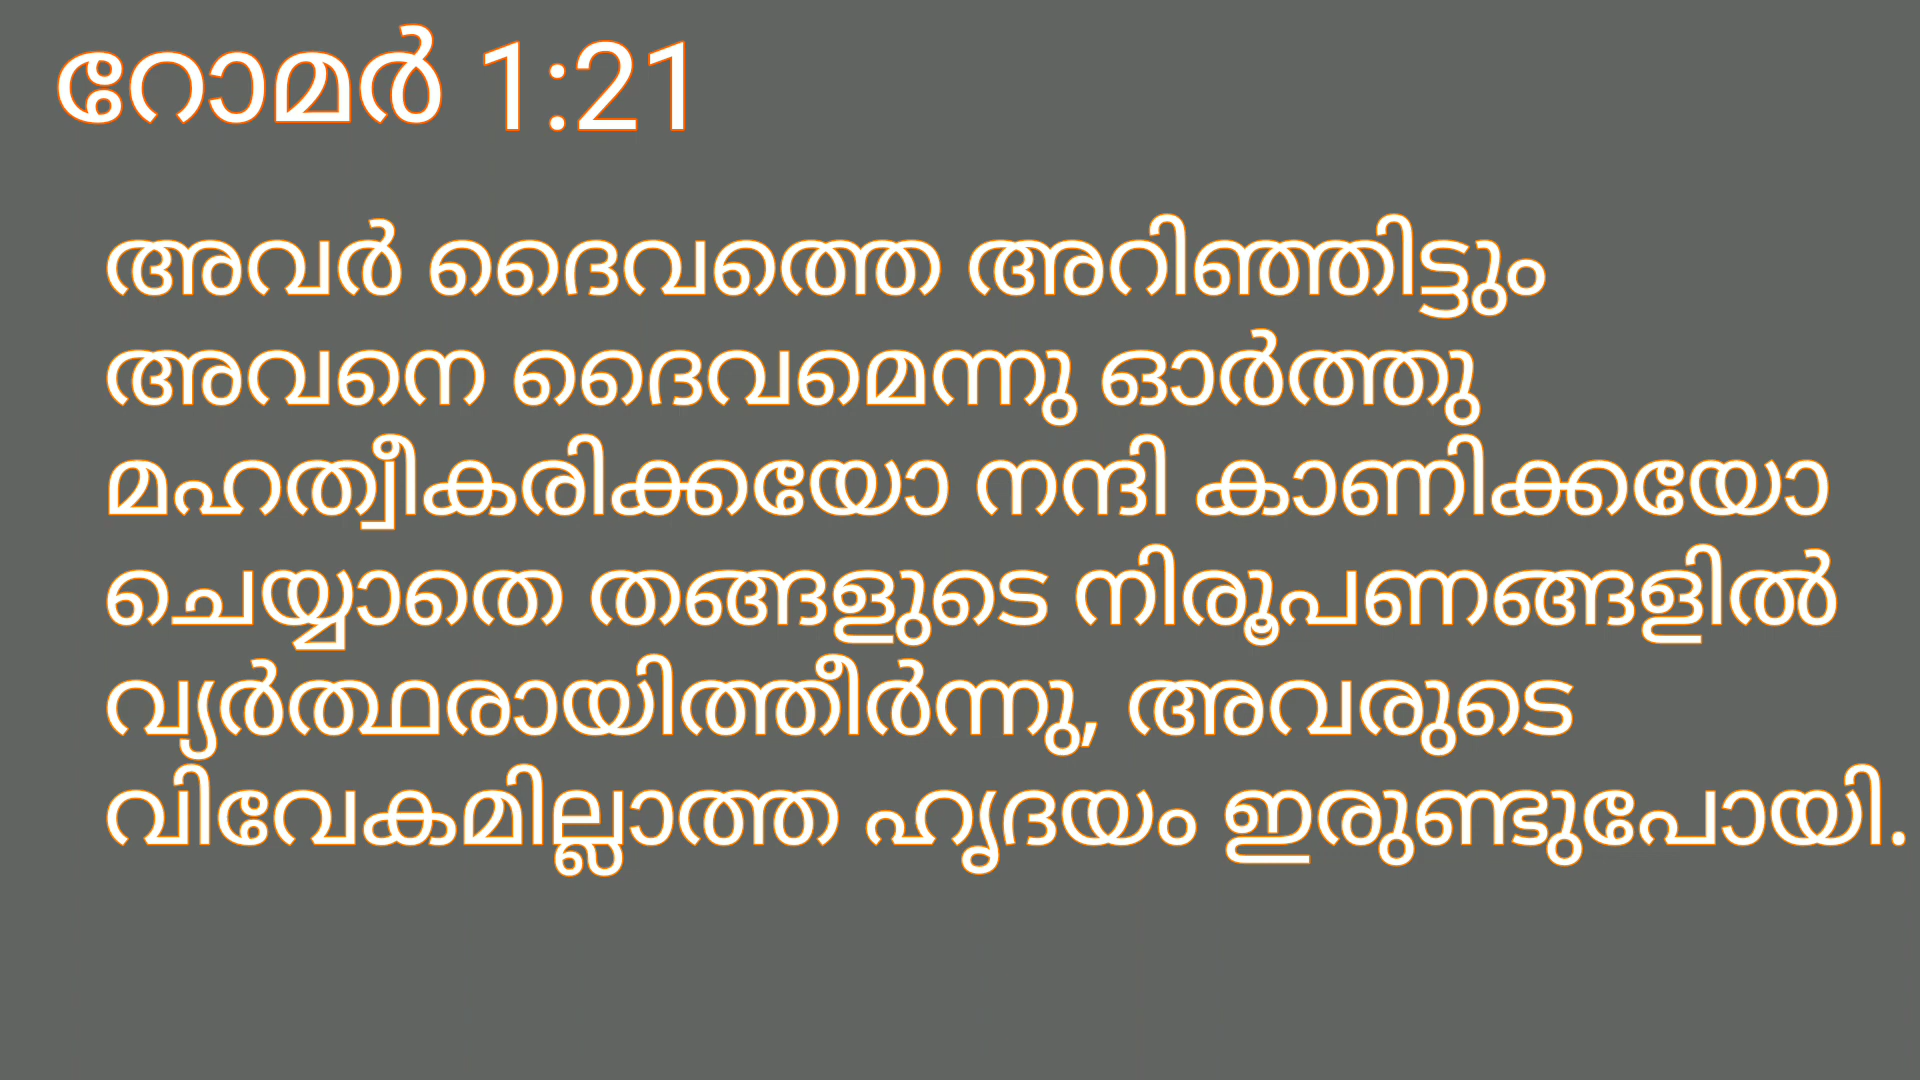 റോമർ 1:21
അവർ ദൈവത്തെ അറിഞ്ഞിട്ടും
അവനെ ദൈവമെന്നു ഓർത്തു
മഹത്വീകരിക്കയോ നന്ദി കാണിക്കയോ
ചെയ്യാതെ തങ്ങളുടെ നിരൂപണങ്ങളിൽ
വ്യർത്ഥരായിത്തീർന്നു, അവരുടെ
വിവേകമില്ലാത്ത ഹൃദയം ഇരുണ്ടുപോയി.